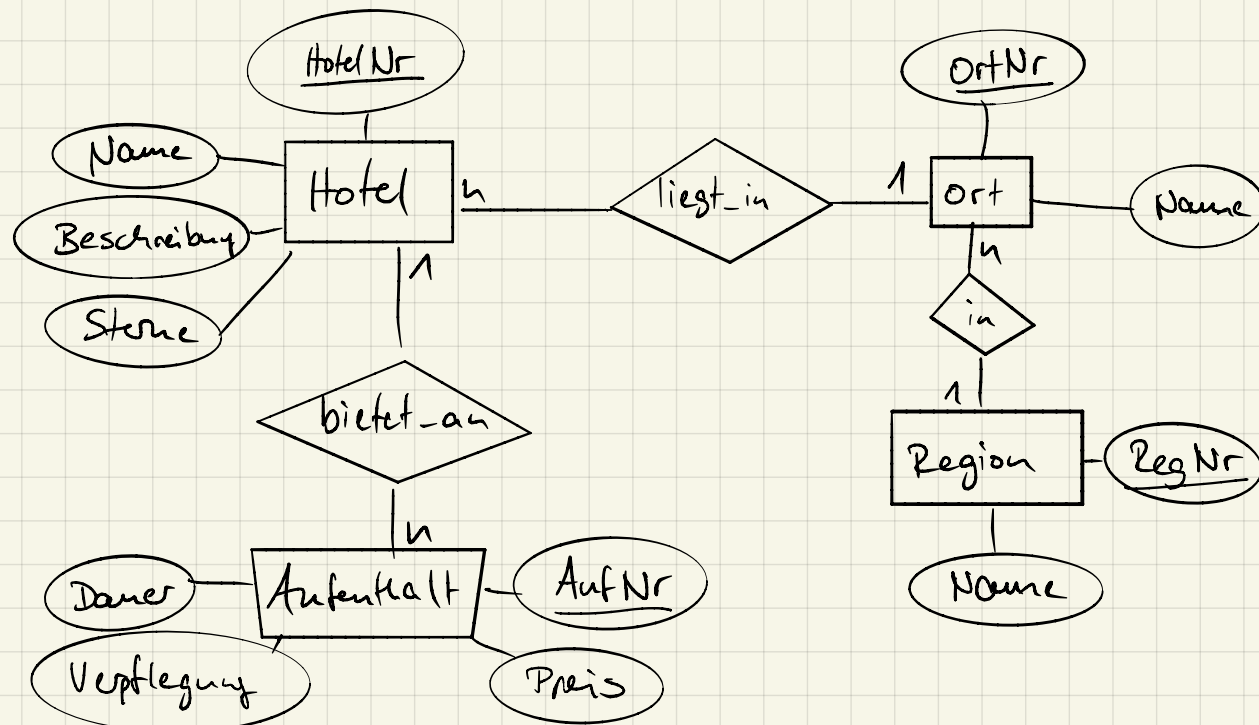 HotelNr
OrtNr
Name
Hotel
n
liegt_in
1
Ort
Name
Beschreibung
1
n
Sterne
in
1
bietet_an
Region
RegNr
n
Dauer
Aufenthalt
AufNr
Name
Verpflegung
Preis